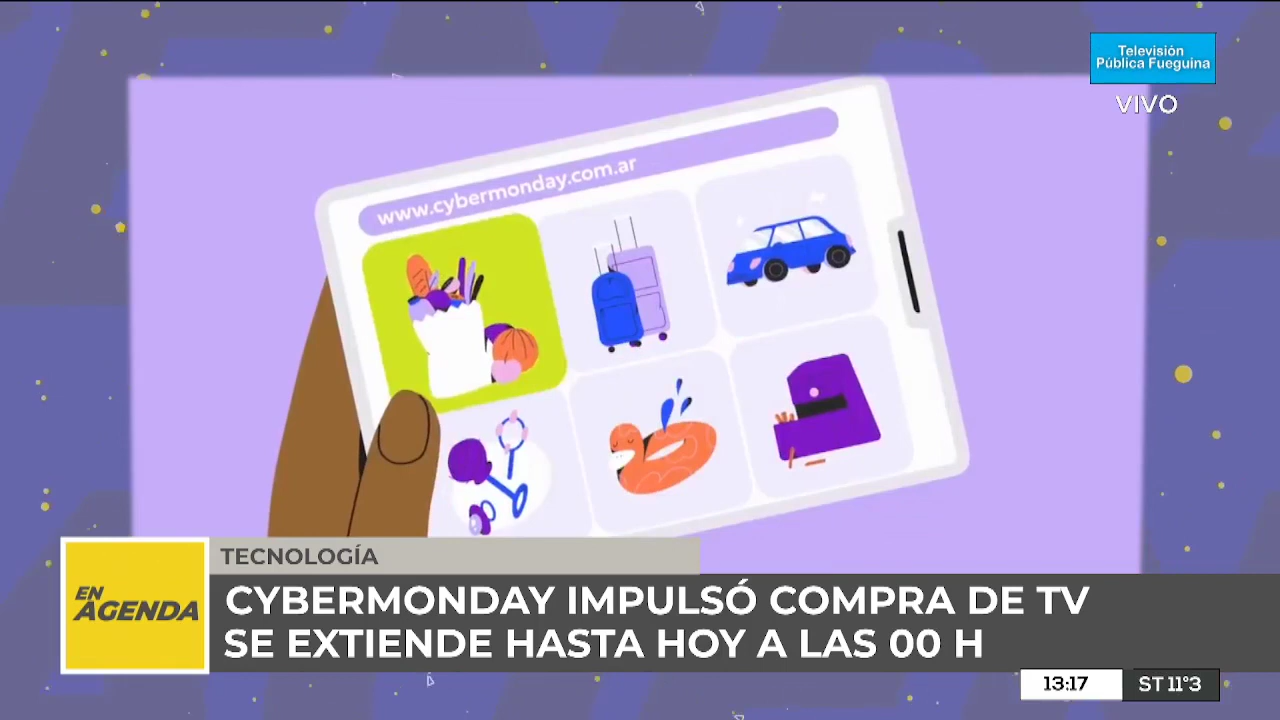 Televisión
Pública Fueguina
VIVO
www.cybermonday.com.ar
TECNOLOGÍA
EN
AGENDA
CYBERMONDAY IMPULSÓ COMPRA DE TV
SE EXTIENDE HASTA HOY A LAS 00 H
13:17
ST 11°3